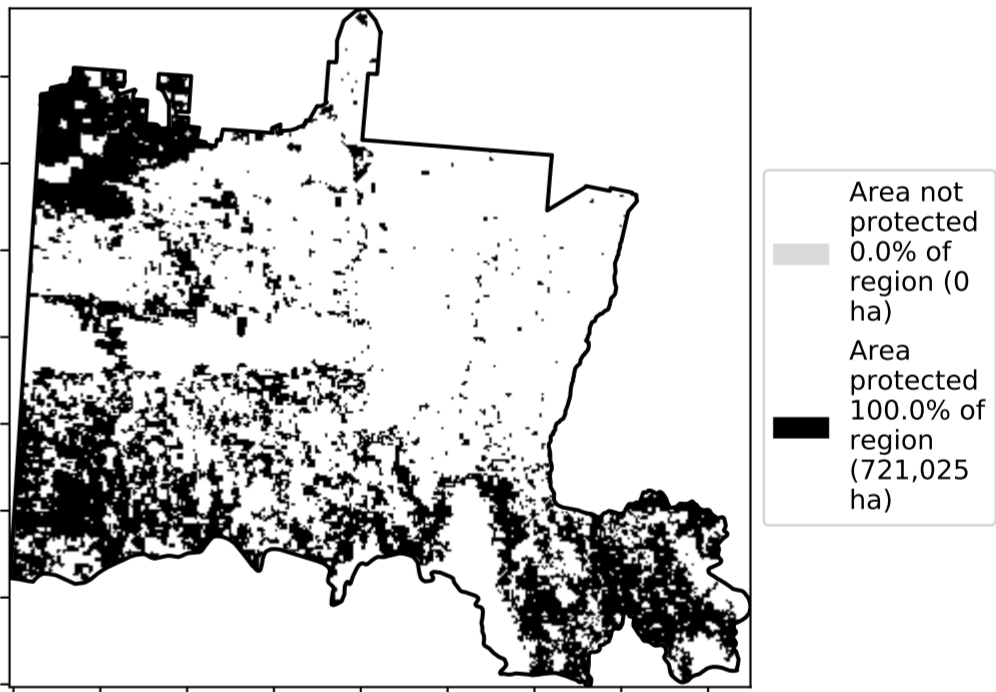 Area not
protected
0.0% of
region (0
ha)
Area
protected
100.0% of
region
(721,025
ha)